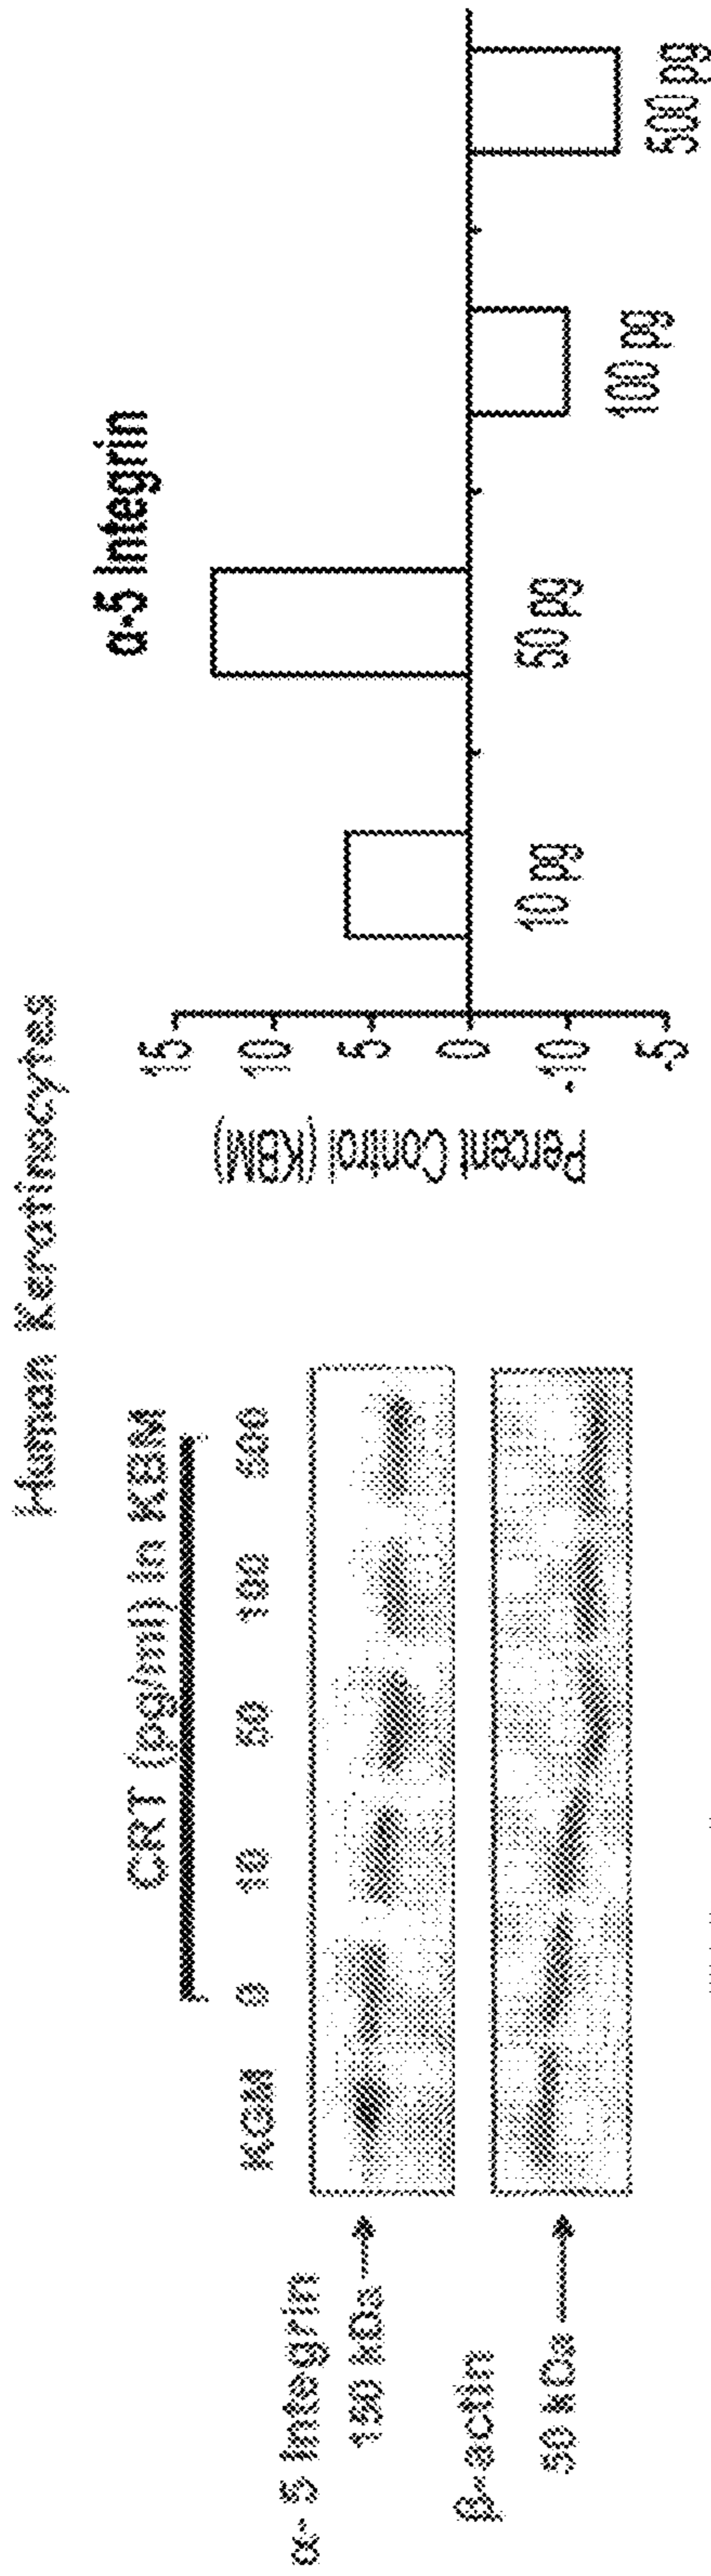 Human Keratinocytes
CRT (pg/ml) in KBM
KGM 0 10 50 100 500
α- 5 Integrin
150 kDa
β-actin
50 kDa
α-5 Integrin
Percent Control (KBM)
15
10
5
0
-10
-5
10 pg
50 pg
100 pg
500 pg